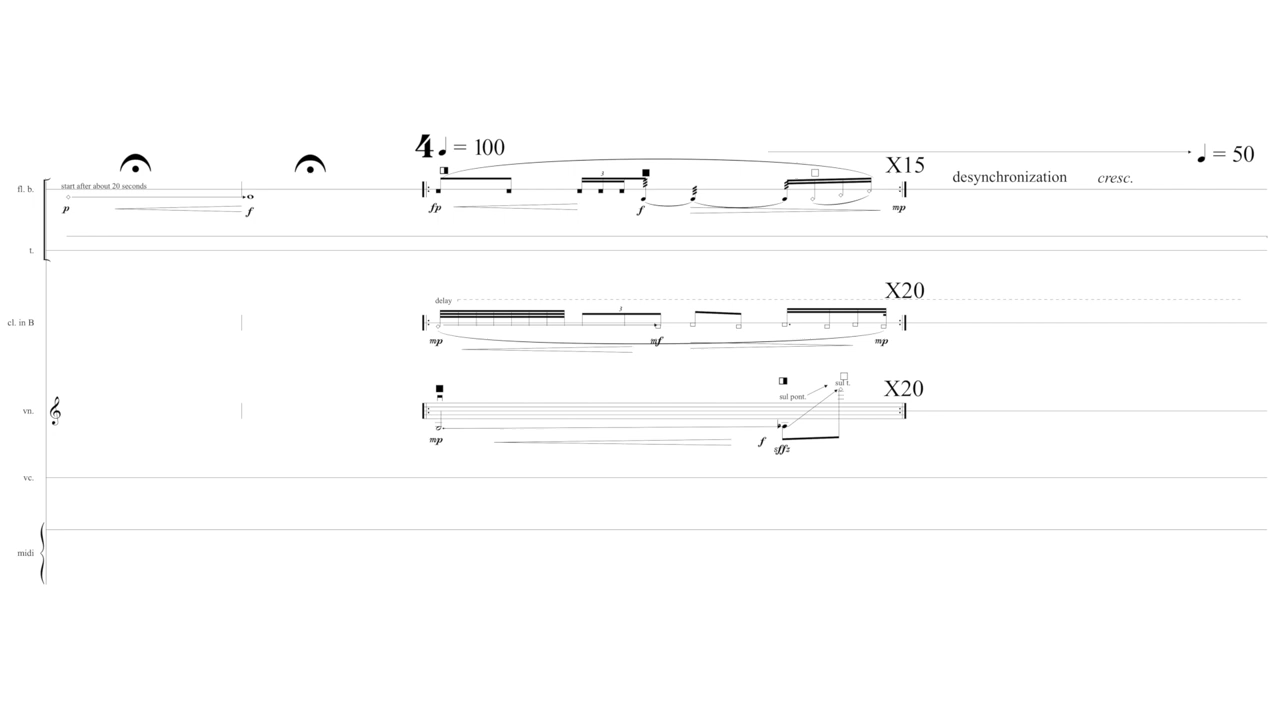 4 ♩ = 100
♩ = 50
X15
desynchronization cresc.
fl. b.
start after about 20 seconds
3
p
f
fp
f
mp
t.
X20
delay
3
cl. in B
mp
mf
mp
sul t.
X20
sul pont.
vn.
mp
f
sffz
vc.
midi